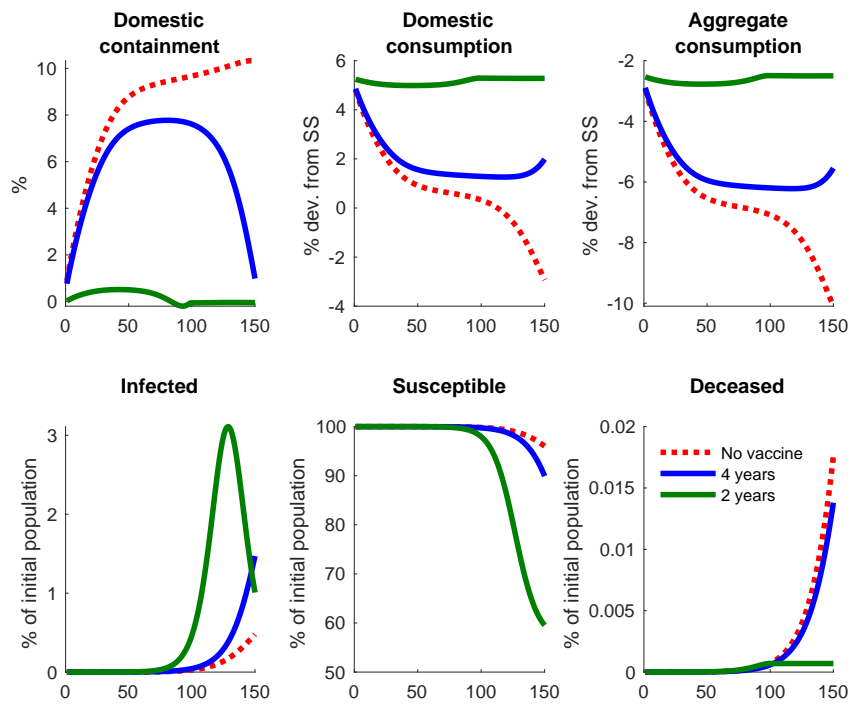 Domestic
containment
%
10
8
6
4
2
0
0 50 100 150
Domestic
consumption
% dev. from SS
6
4
2
0
-2
-4
0 50 100 150
Aggregate
consumption
% dev. from SS
-2
-4
-6
-8
-10
0 50 100 150
Infected
% of initial population
3
2
1
0
0 50 100 150
Susceptible
% of initial population
100
90
80
70
60
50
0 50 100 150
Deceased
% of initial population
0.02
0.015
0.01
0.005
0
0 50 100 150
No vaccine
4 years
2 years